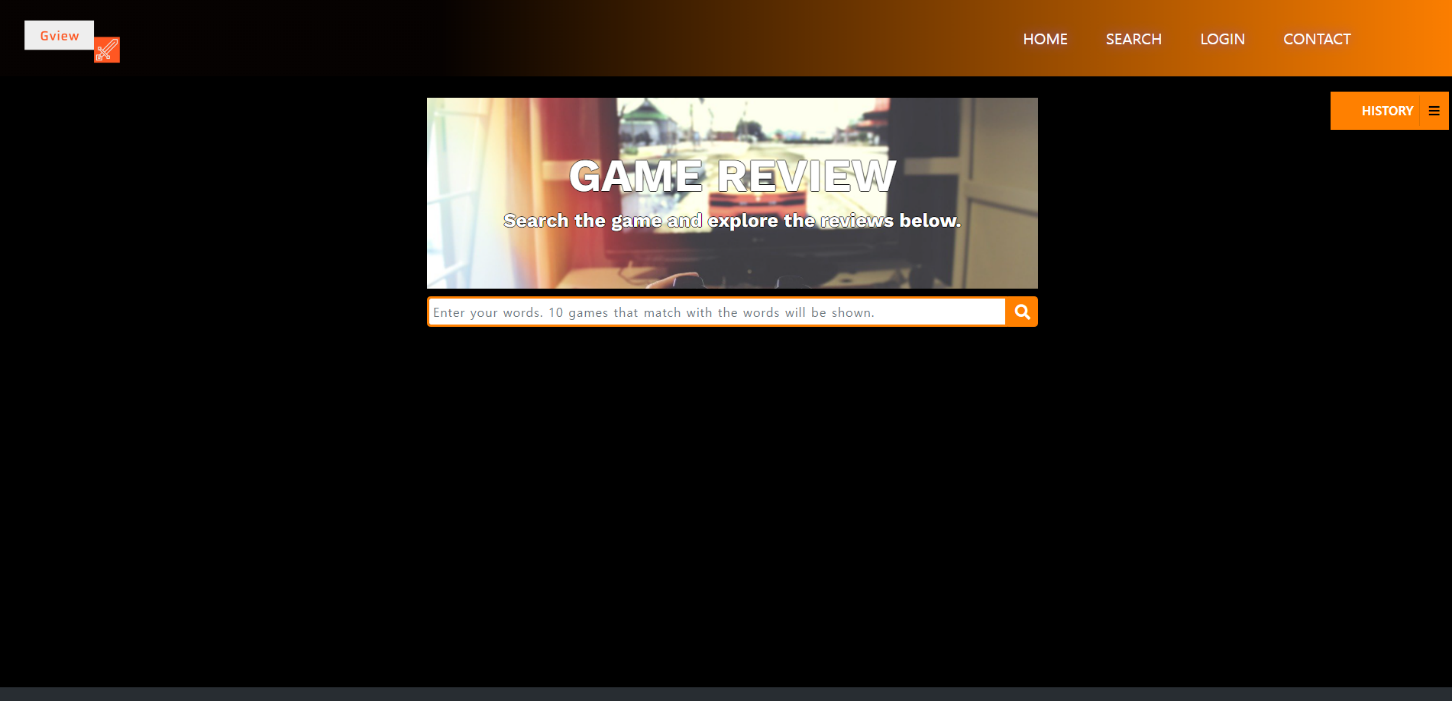 Gview
HOME SEARCH LOGIN CONTACT
HISTORY
GAME REVIEW
Search the game and explore the reviews below.
Enter your words. 10 games that match with the words will be shown.